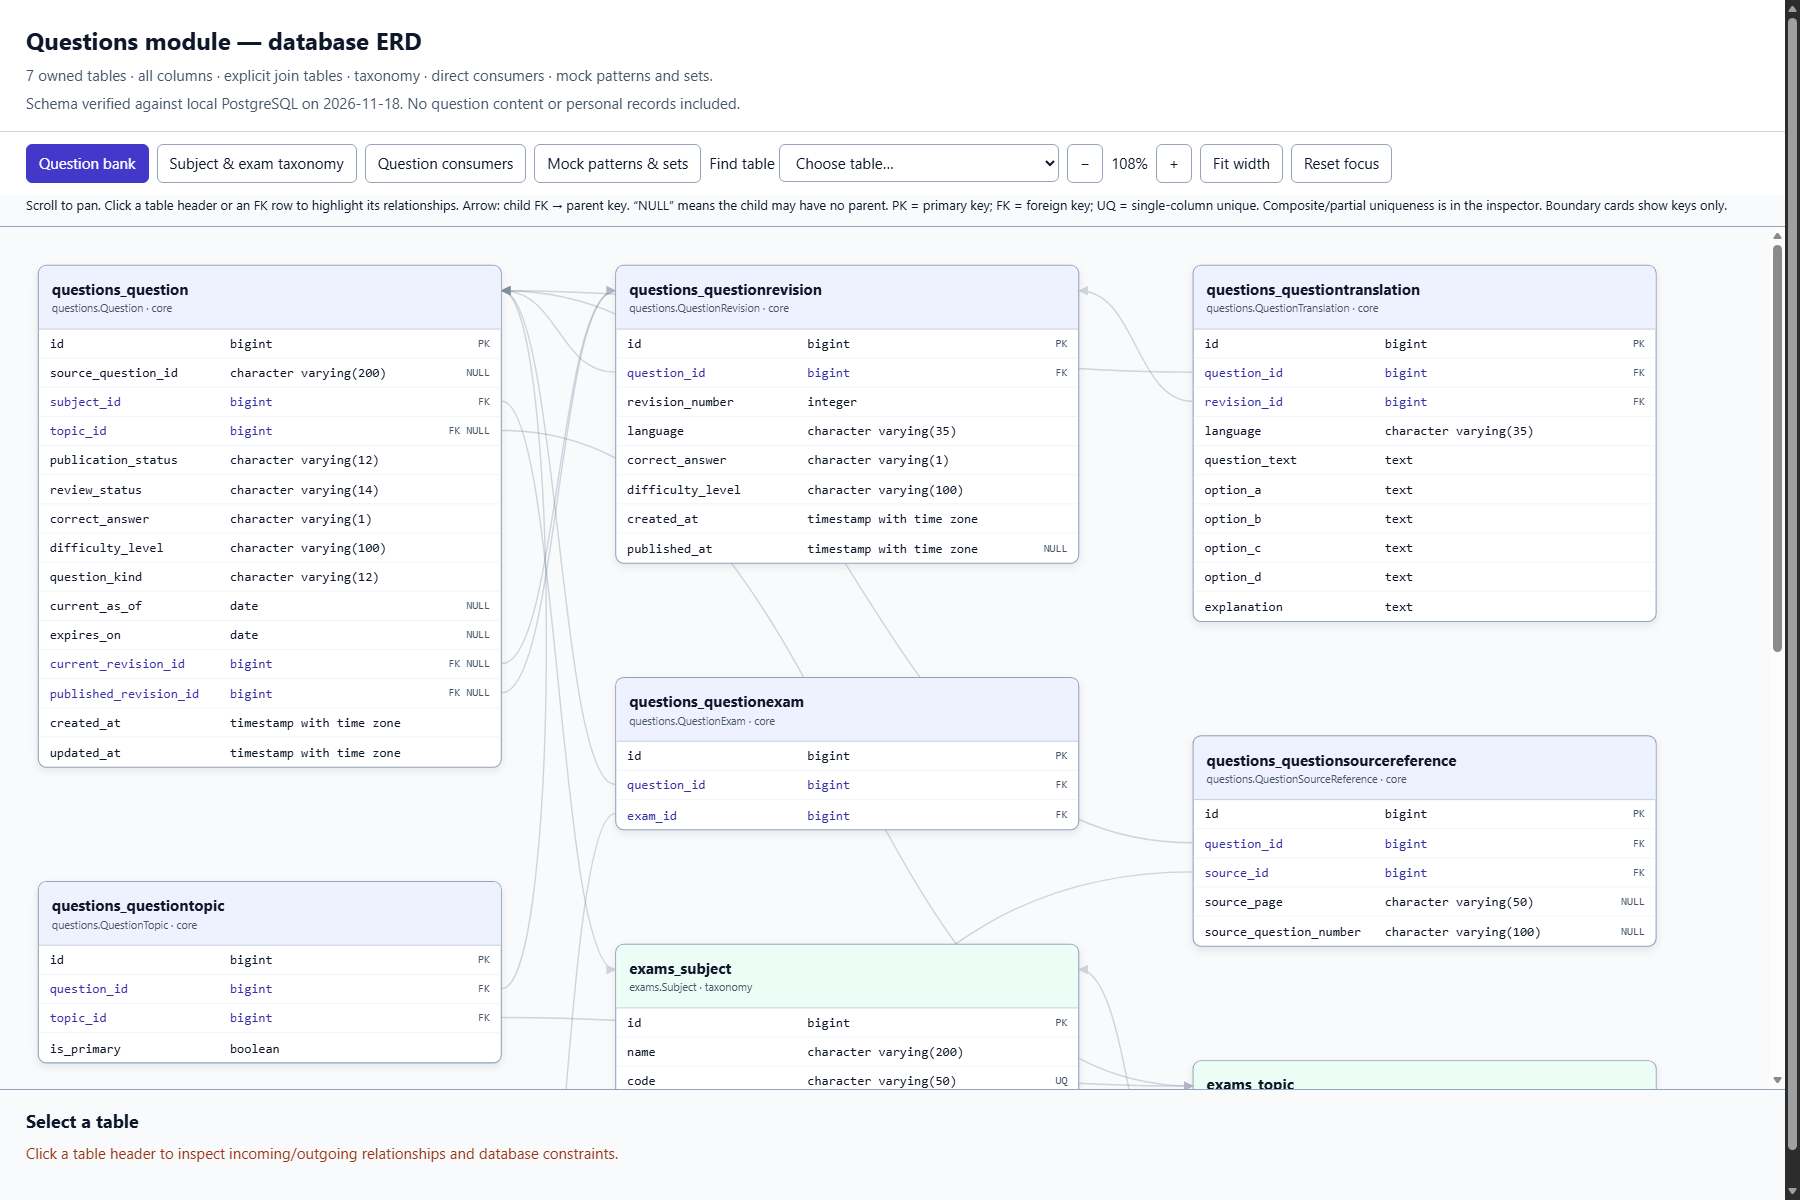 Questions module — database ERD
7 owned tables · all columns · explicit join tables · taxonomy · direct consumers · mock patterns and sets.
Schema verified against local PostgreSQL on 2026-11-18. No question content or personal records included.
Question bank Subject & exam taxonomy Question consumers Mock patterns & sets Find table Choose table... − 108% + Fit width Reset focus
Scroll to pan. Click a table header or an FK row to highlight its relationships. Arrow: child FK → parent key. “NULL” means the child may have no parent. PK = primary key; FK = foreign key; UQ = single-column unique. Composite/partial uniqueness is in the inspector. Boundary cards show keys only.
questions_question
questions.Question · core
id bigint PK
source_question_id character varying(200) NULL
subject_id bigint FK
topic_id bigint FK NULL
publication_status character varying(12)
review_status character varying(14)
correct_answer character varying(1)
difficulty_level character varying(100)
question_kind character varying(12)
current_as_of date NULL
expires_on date NULL
current_revision_id bigint FK NULL
published_revision_id bigint FK NULL
created_at timestamp with time zone
updated_at timestamp with time zone
questions_questiontopic
questions.QuestionTopic · core
id bigint PK
question_id bigint FK
topic_id bigint FK
is_primary boolean
questions_questionrevision
questions.QuestionRevision · core
id bigint PK
question_id bigint FK
revision_number integer
language character varying(35)
correct_answer character varying(1)
difficulty_level character varying(100)
created_at timestamp with time zone
published_at timestamp with time zone NULL
questions_questionexam
questions.QuestionExam · core
id bigint PK
question_id bigint FK
exam_id bigint FK
exams_subject
exams.Subject · taxonomy
id bigint PK
name character varying(200)
code character varying(50) UQ
questions_questiontranslation
questions.QuestionTranslation · core
id bigint PK
question_id bigint FK
revision_id bigint FK
language character varying(35)
question_text text
option_a text
option_b text
option_c text
option_d text
explanation text
questions_questionsourcereference
questions.QuestionSourceReference · core
id bigint PK
question_id bigint FK
source_id bigint FK
source_page character varying(50) NULL
source_question_number character varying(100) NULL
exams_topic
Select a table
Click a table header to inspect incoming/outgoing relationships and database constraints.